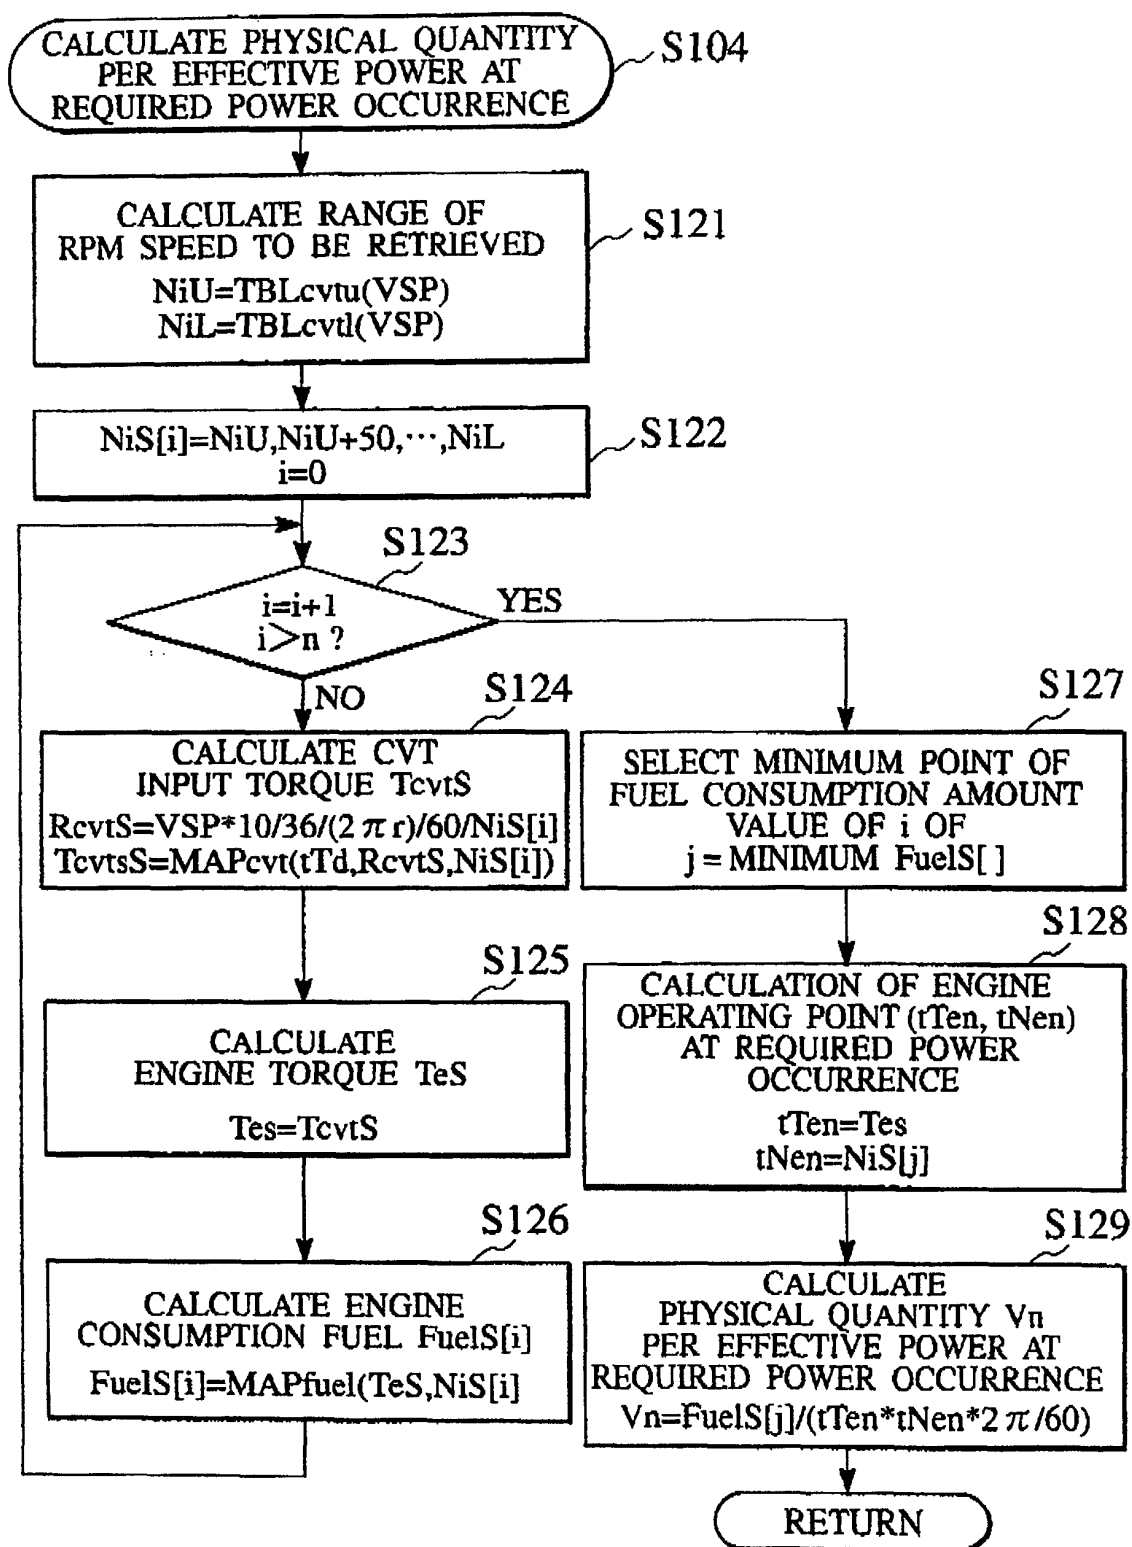 CALCULATE PHYSICAL QUANTITY
PER EFFECTIVE POWER AT
REQUIRED POWER OCCURRENCE
S104
CALCULATE RANGE OF
RPM SPEED TO BE RETRIEVED
NiU=TBLcvtu(VSP)
NiL=TBLcvtl(VSP)
S121
NiS[i]=NiU,NiU+50,⋯,NiL
i=0
S122
S123
i=i+1
i>n ?
YES
NO
S124
CALCULATE CVT
INPUT TORQUE TcvtS
RcvtS=VSP*10/36/(2πr)/60/NiS[i]
TcvtsS=MAPcvt(tTd,RcvtS,NiS[i])
S125
CALCULATE
ENGINE TORQUE TeS
Tes=TcvtS
S126
CALCULATE ENGINE
CONSUMPTION FUEL FuelS[i]
FuelS[i]=MAPfuel(TeS,NiS[i]
S127
SELECT MINIMUM POINT OF
FUEL CONSUMPTION AMOUNT
VALUE OF i OF
j=MINIMUM FuelS[ ]
S128
CALCULATION OF ENGINE
OPERATING POINT (tTen, tNen)
AT REQUIRED POWER
OCCURRENCE
tTen=Tes
tNen=NiS[j]
S129
CALCULATE
PHYSICAL QUANTITY Vn
PER EFFECTIVE POWER AT
REQUIRED POWER OCCURRENCE
Vn=FuelS[j]/(tTen*tNen*2π/60)
RETURN